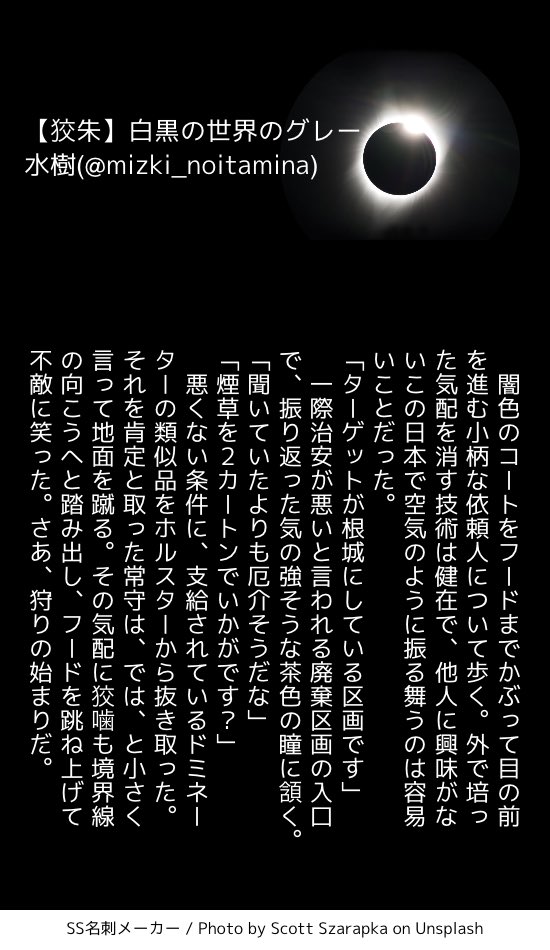 【狡朱】白黒の世界のグレー
水樹(@mizki_noitamina)
　闇色のコートをフードまでかぶって目の前
を進む小柄な依頼人について歩く。外で培っ
た気配を消す技術は健在で、他人に興味がな
いこの日本で空気のように振る舞うのは容易
いことだった。
「ターゲットが根城にしている区画です」
　一際治安が悪いと言われる廃棄区画の入口
で、振り返った気の強そうな茶色の瞳に頷く。
「聞いていたよりも厄介そうだな」
「煙草を２カートンでいかがです？」
　悪くない条件に、支給されているドミネー
ターの類似品をホルスターから抜き取った。
それを肯定と取った常守は、では、と小さく
言って地面を蹴る。その気配に狡噛も境界線
の向こうへと踏み出し、フードを跳ね上げて
不敵に笑った。さあ、狩りの始まりだ。
SS名刺メーカー / Photo by Scott Szarapka on Unsplash